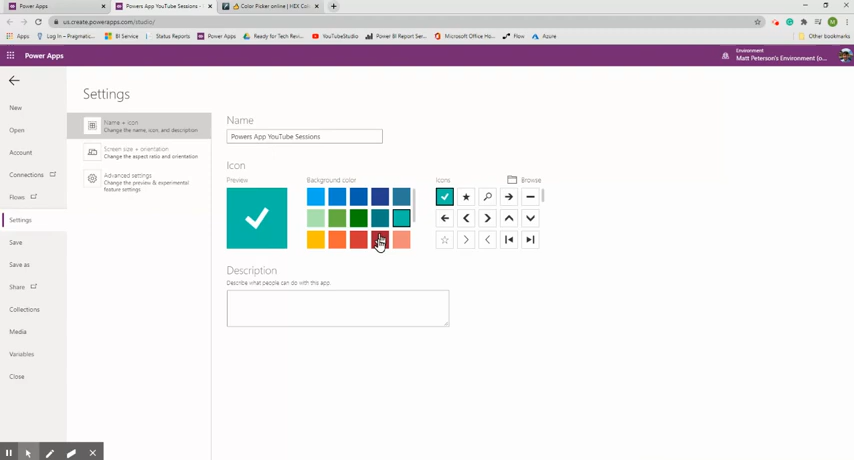 Power Apps
Powers App YouTube Sessions -
Color Picker online | HEX Co
us.create.powerapps.com/studio/
Apps
Log In – Pragmatic...
BI Service
Status Reports
Power Apps
Ready for Tech Rev...
YouTubeStudio
Power BI Report Ser...
Microsoft Office Ho...
Flow
Azure
Other bookmarks
Power Apps
Environment
Matt Peterson's Environment (o...
Settings
New
Open
Account
Connections
Flows
Settings
Save
Save as
Share
Collections
Media
Variables
Close
Name + icon
Change the name, icon, and description
Screen size + orientation
Change the aspect ratio and orientation
Advanced settings
Change the preview & experimental
feature settings
Name
Powers App YouTube Sessions
Icon
Preview
Background color
Icons
Browse
Description
Describe what people can do with this app.